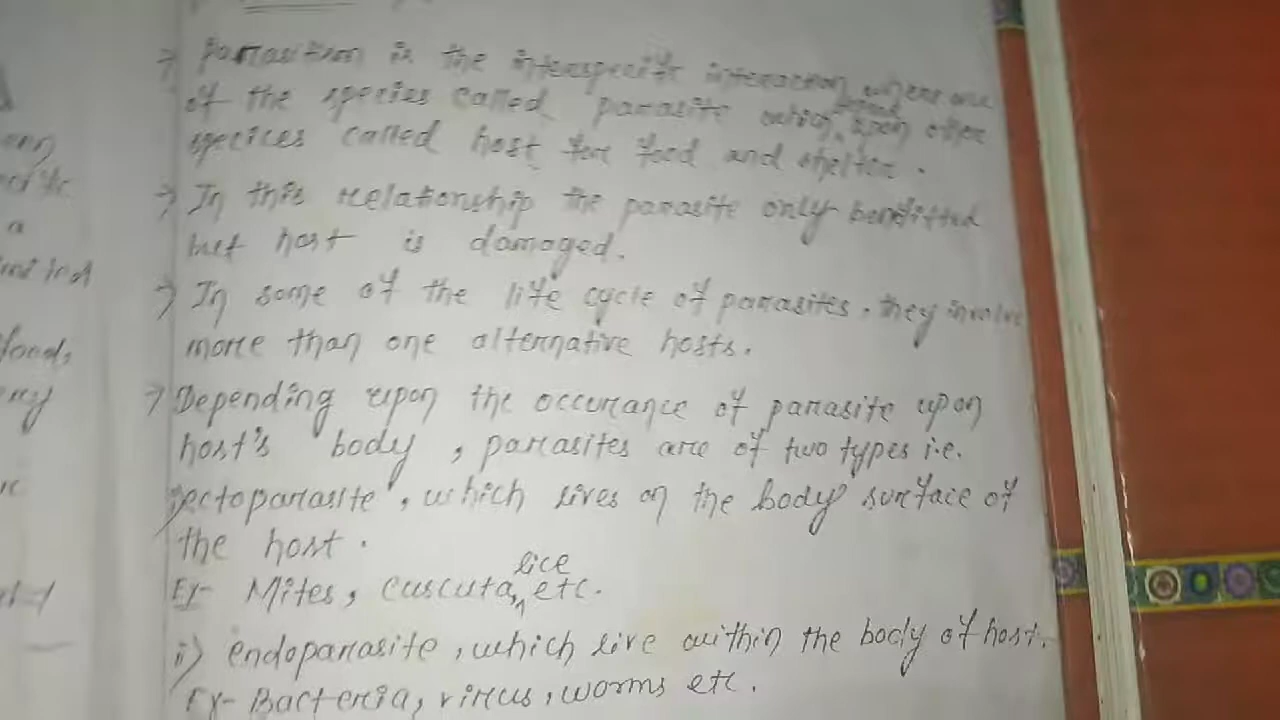 → Parasitism is the interspecific interaction where one
of the species called parasite which depend upon other
specices called host for food and shelter.
→ In this relationship the parasite only benefitted
but host is damaged.
→ In some of the life cycle of parasites, they involve
more than one alternative hosts.
→ Depending upon the occurance of parasite upon
host's body, parasites are of two types i.e.
i) ectoparasite, which lives on the body surface of
the host.
Ex- Mites, cuscuta, lice etc.
ii) endoparasite, which live within the body of host.
Ex- Bacteria, virus, worms etc.